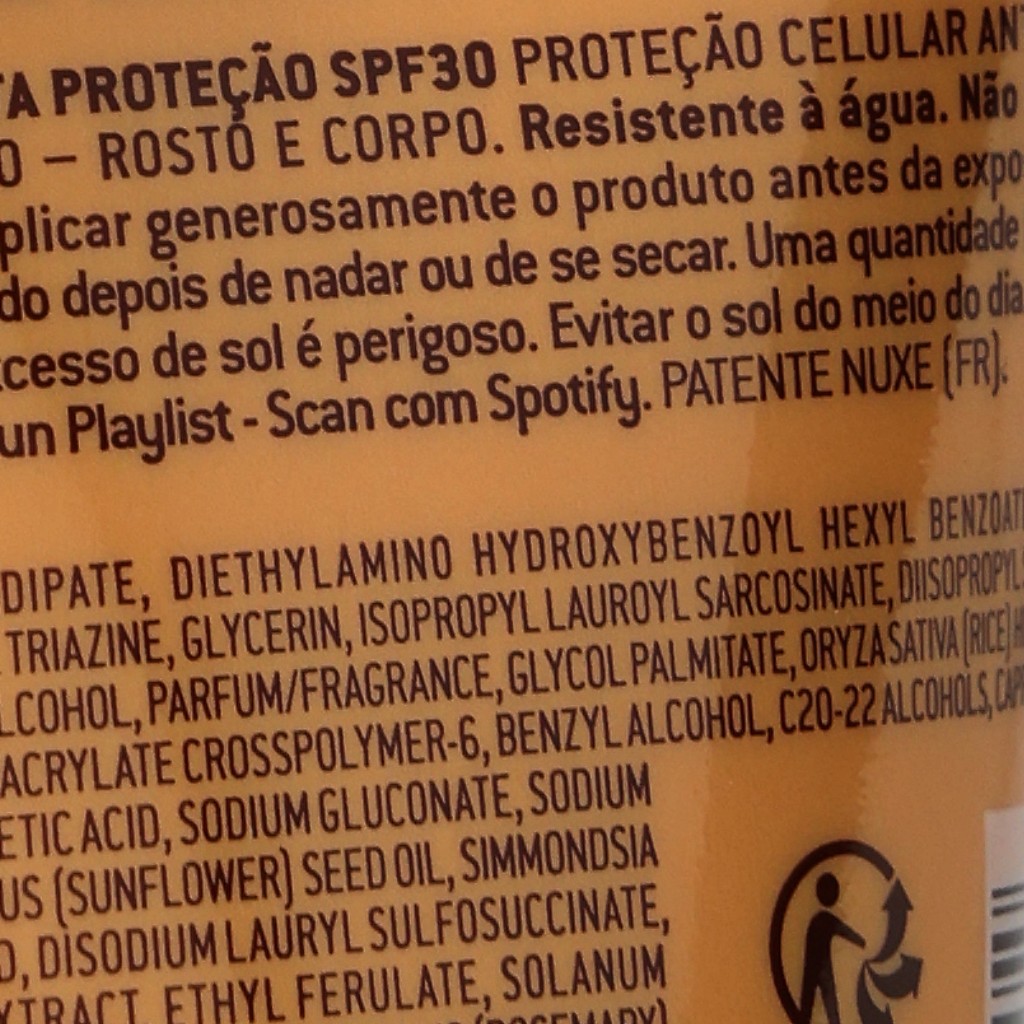 TA PROTEÇÃO SPF30 PROTEÇÃO CELULAR ANT
O – ROSTO E CORPO. Resistente à água. Não
plicar generosamente o produto antes da expo
do depois de nadar ou de se secar. Uma quantidade
cesso de sol é perigoso. Evitar o sol do meio do dia
un Playlist - Scan com Spotify. PATENTE NUXE (FR).
DIPATE, DIETHYLAMINO HYDROXYBENZOYL HEXYL BENZOAT
TRIAZINE, GLYCERIN, ISOPROPYL LAUROYL SARCOSINATE, DIISOPROPYL
LCOHOL, PARFUM/FRAGRANCE, GLYCOL PALMITATE, ORYZA SATIVA (RICE)
ACRYLATE CROSSPOLYMER-6, BENZYL ALCOHOL, C20-22 ALCOHOLS, CAPR
ETIC ACID, SODIUM GLUCONATE, SODIUM
US (SUNFLOWER) SEED OIL, SIMMONDSIA
D, DISODIUM LAURYL SULFOSUCCINATE,
XTRACT, ETHYL FERULATE, SOLANUM
(ROSEMARY)